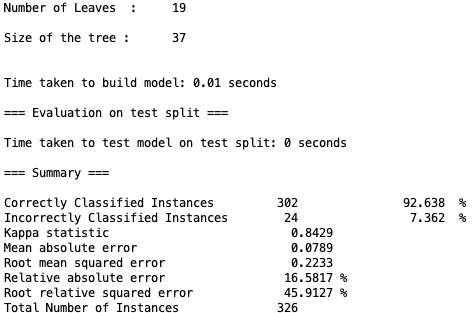 Number of Leaves  :     19
Size of the tree :      37
Time taken to build model: 0.01 seconds
=== Evaluation on test split ===
Time taken to test model on test split: 0 seconds
=== Summary ===
Correctly Classified Instances         302               92.638  %
Incorrectly Classified Instances        24                7.362  %
Kappa statistic                          0.8429
Mean absolute error                      0.0789
Root mean squared error                  0.2233
Relative absolute error                 16.5817 %
Root relative squared error             45.9127 %
Total Number of Instances              326